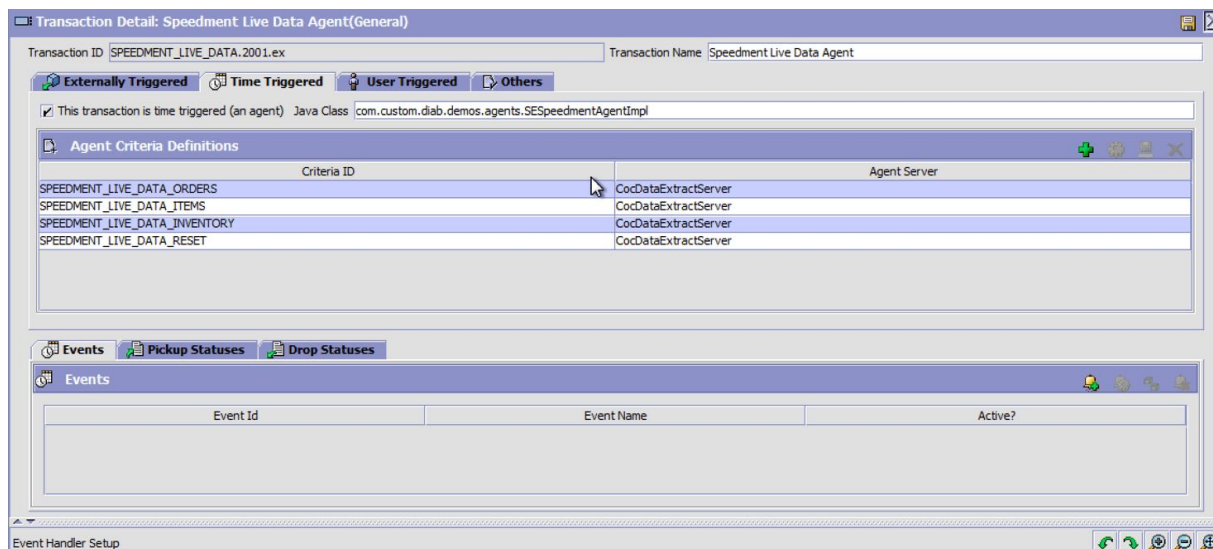 Transaction Detail: Speedment Live Data Agent(General)
Transaction ID SPEEDMENT_LIVE_DATA.2001.ex Transaction Name Speedment Live Data Agent
Externally Triggered Time Triggered User Triggered Others
This transaction is time triggered (an agent) Java Class com.custom.diab.demos.agents.SESpeedmentAgentImpl
Agent Criteria Definitions
Criteria ID Agent Server
SPEEDMENT_LIVE_DATA_ORDERS CocDataExtractServer
SPEEDMENT_LIVE_DATA_ITEMS CocDataExtractServer
SPEEDMENT_LIVE_DATA_INVENTORY CocDataExtractServer
SPEEDMENT_LIVE_DATA_RESET CocDataExtractServer
Events Pickup Statuses Drop Statuses
Events
Event Id Event Name Active?
Event Handler Setup